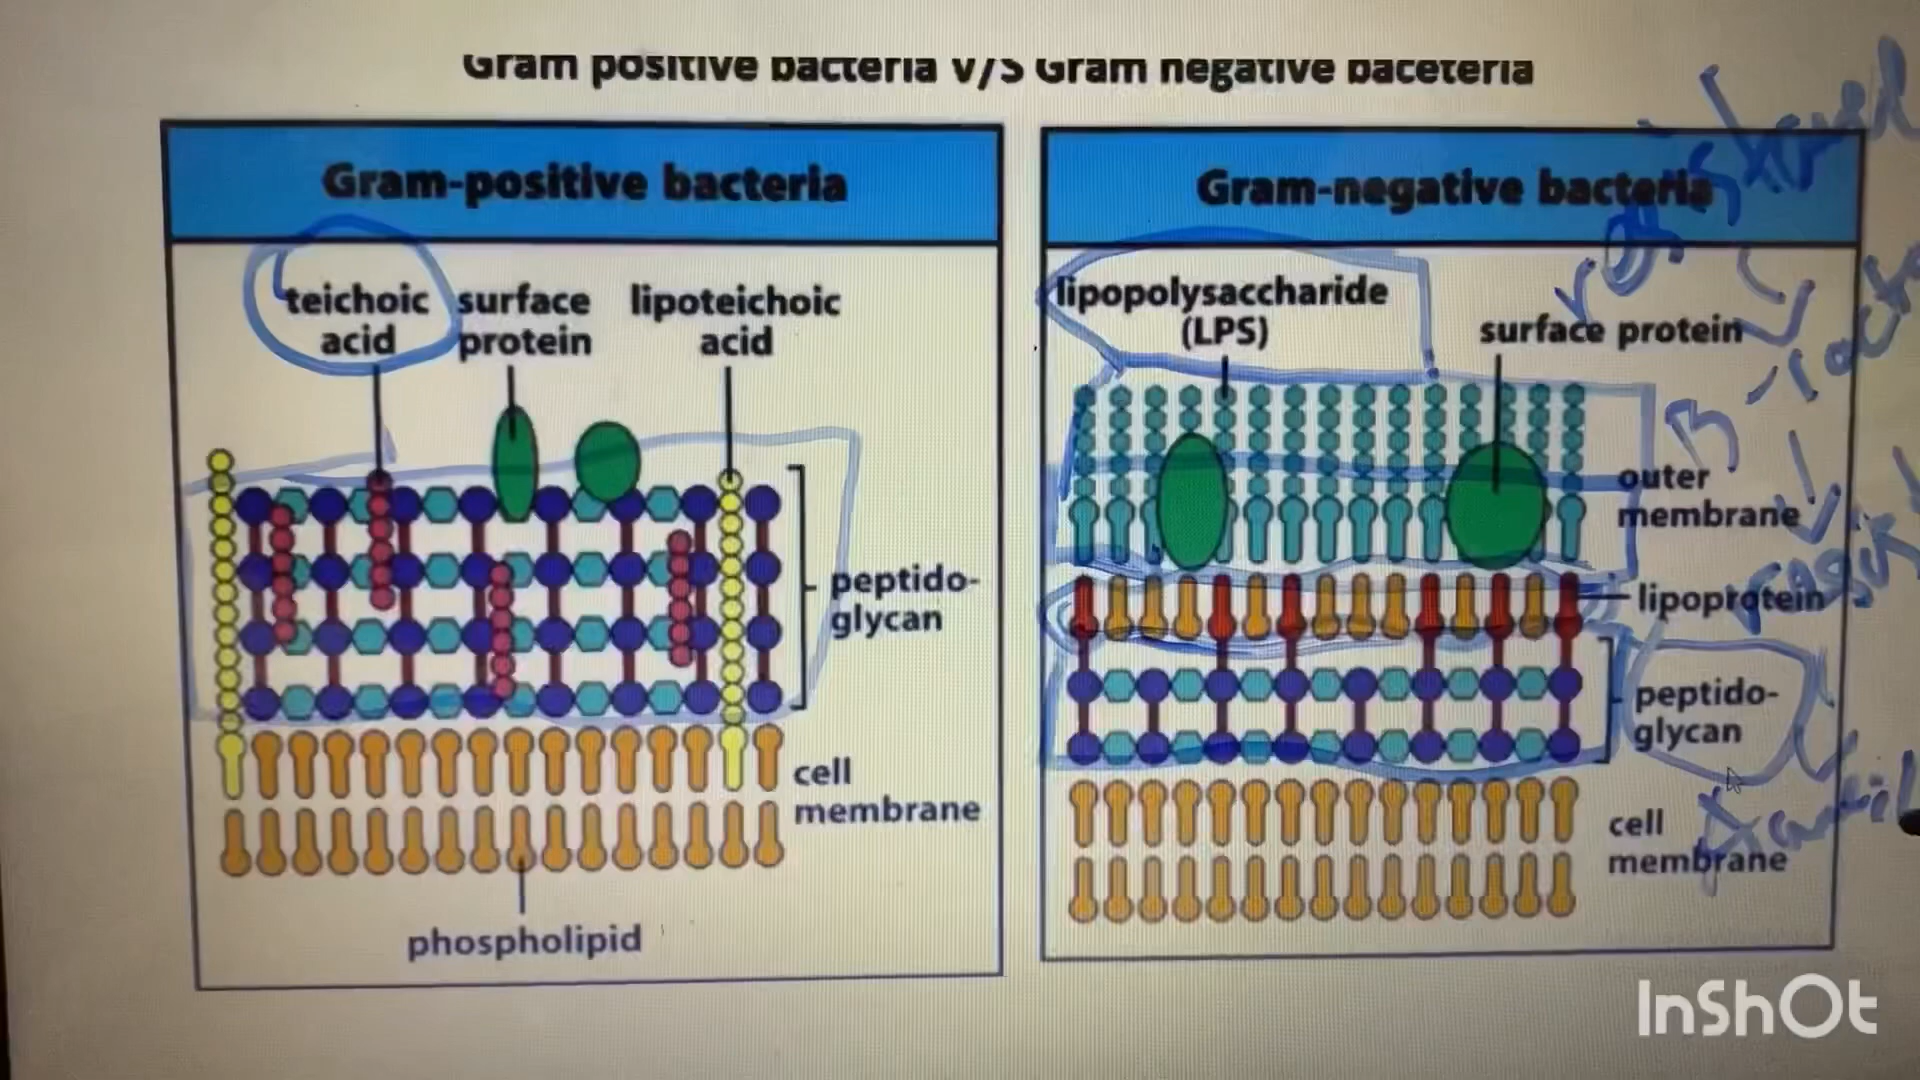 Gram positive bacteria V/S Gram negative baceteria
Gram-positive bacteria
teichoic acid
surface protein
lipoteichoic acid
peptido-
glycan
cell
membrane
phospholipid
Gram-negative bacteria
lipopolysaccharide
(LPS)
surface protein
outer
membrane
lipoprotein
peptido-
glycan
cell
membrane
InShOt